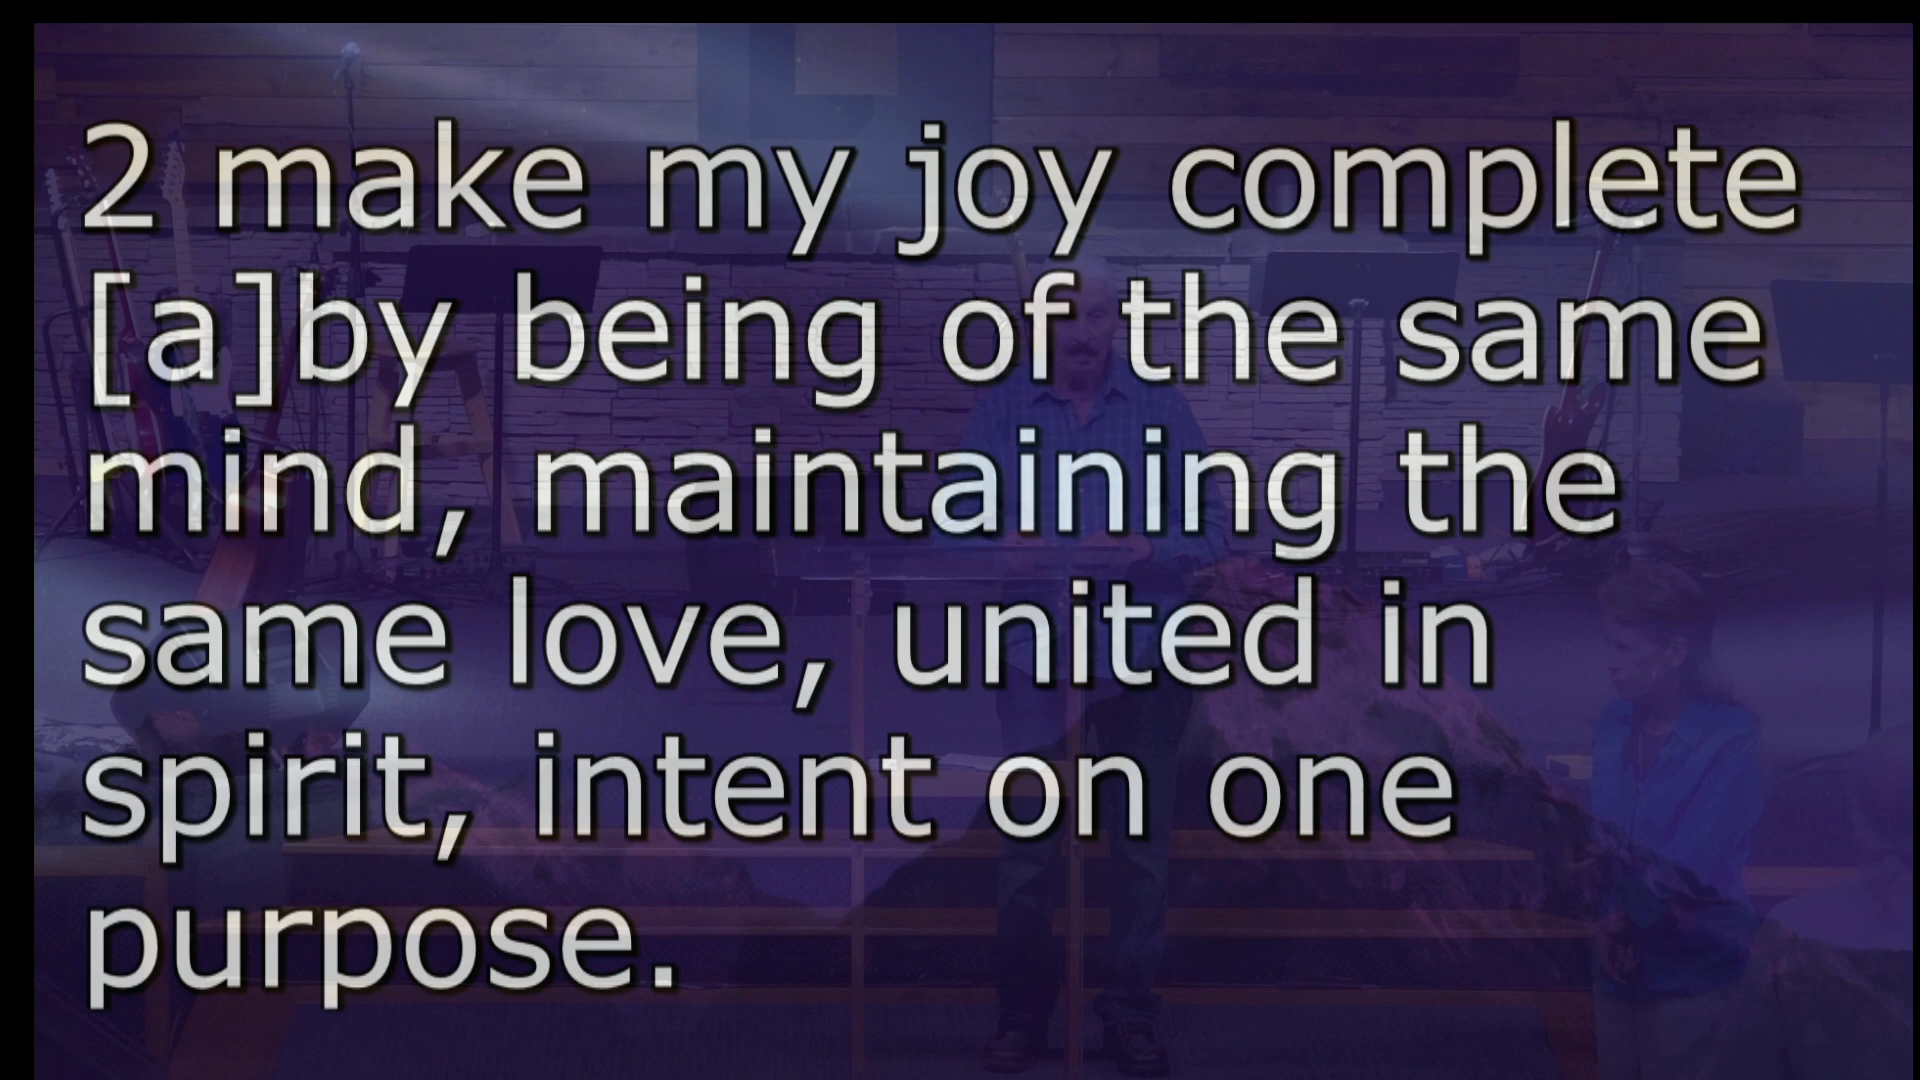 2 make my joy complete
[a]by being of the same
mind, maintaining the
same love, united in
spirit, intent on one
purpose.